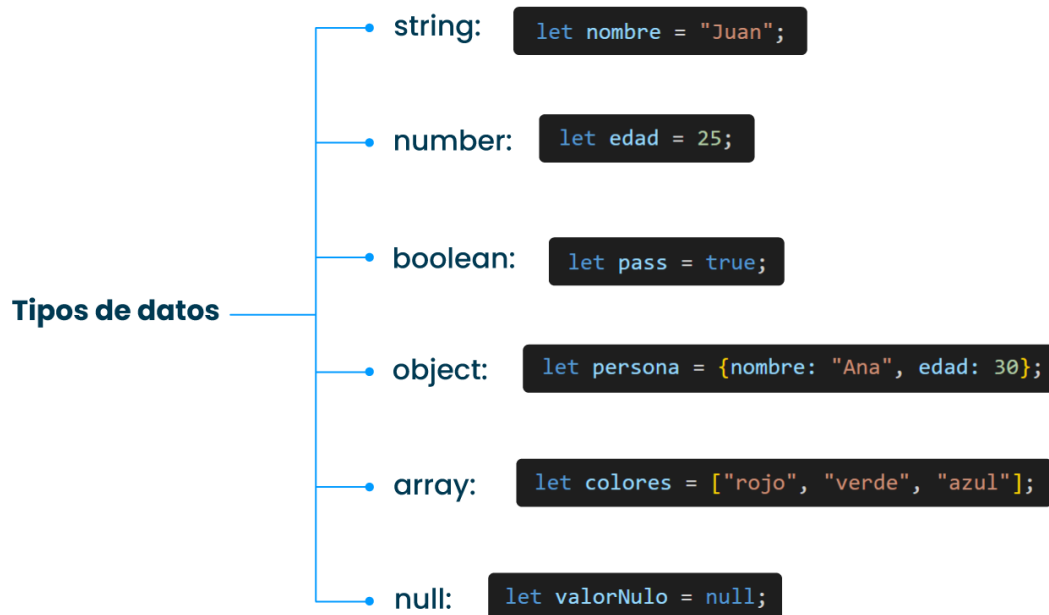 string: let nombre = "Juan";
number: let edad = 25;
boolean: let pass = true;
Tipos de datos
object: let persona = {nombre: "Ana", edad: 30};
array: let colores = ["rojo", "verde", "azul"];
null: let valorNulo = null;